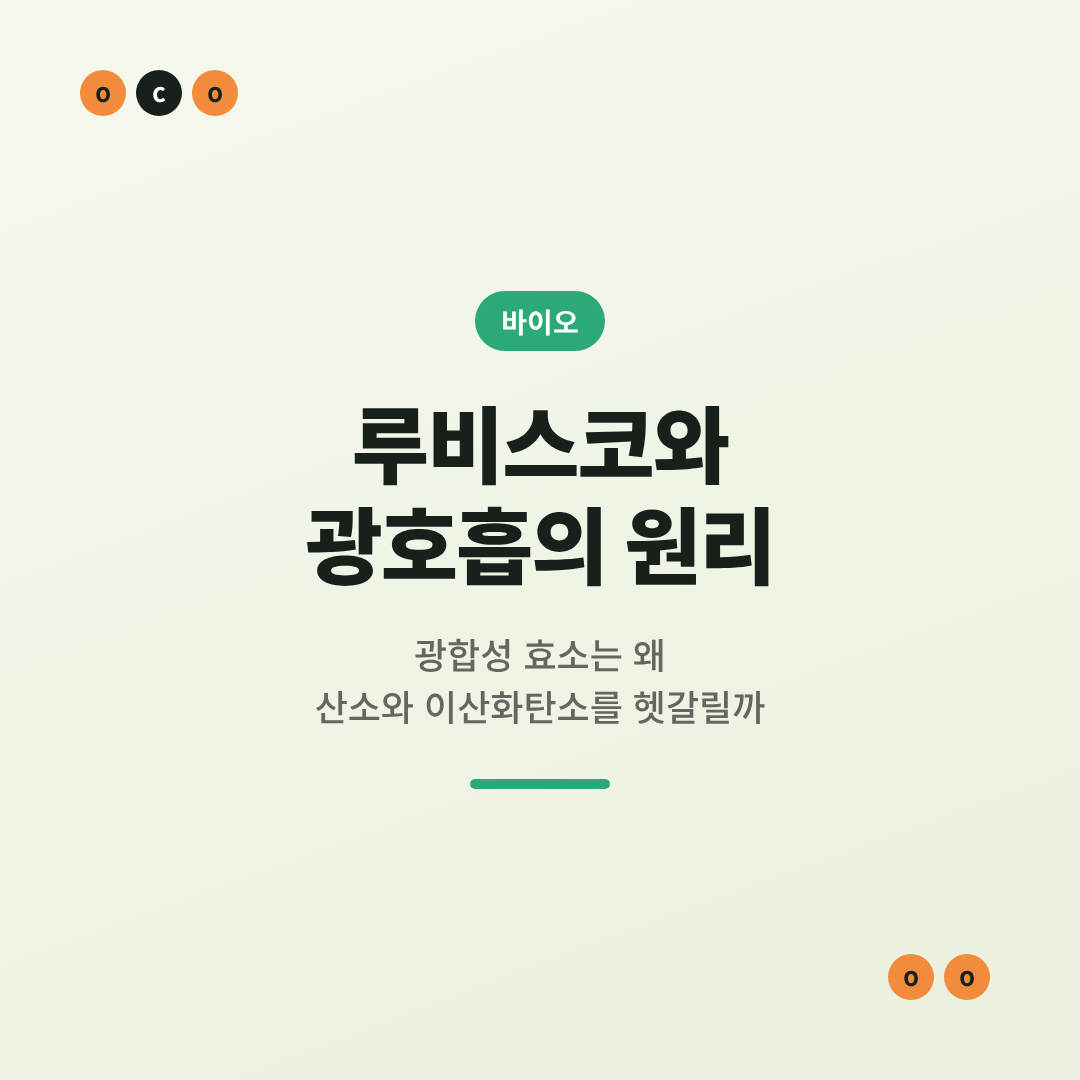 o c o
바이오
루비스코와
광호흡의 원리
광합성 효소는 왜
산소와 이산화탄소를 헷갈릴까
o o